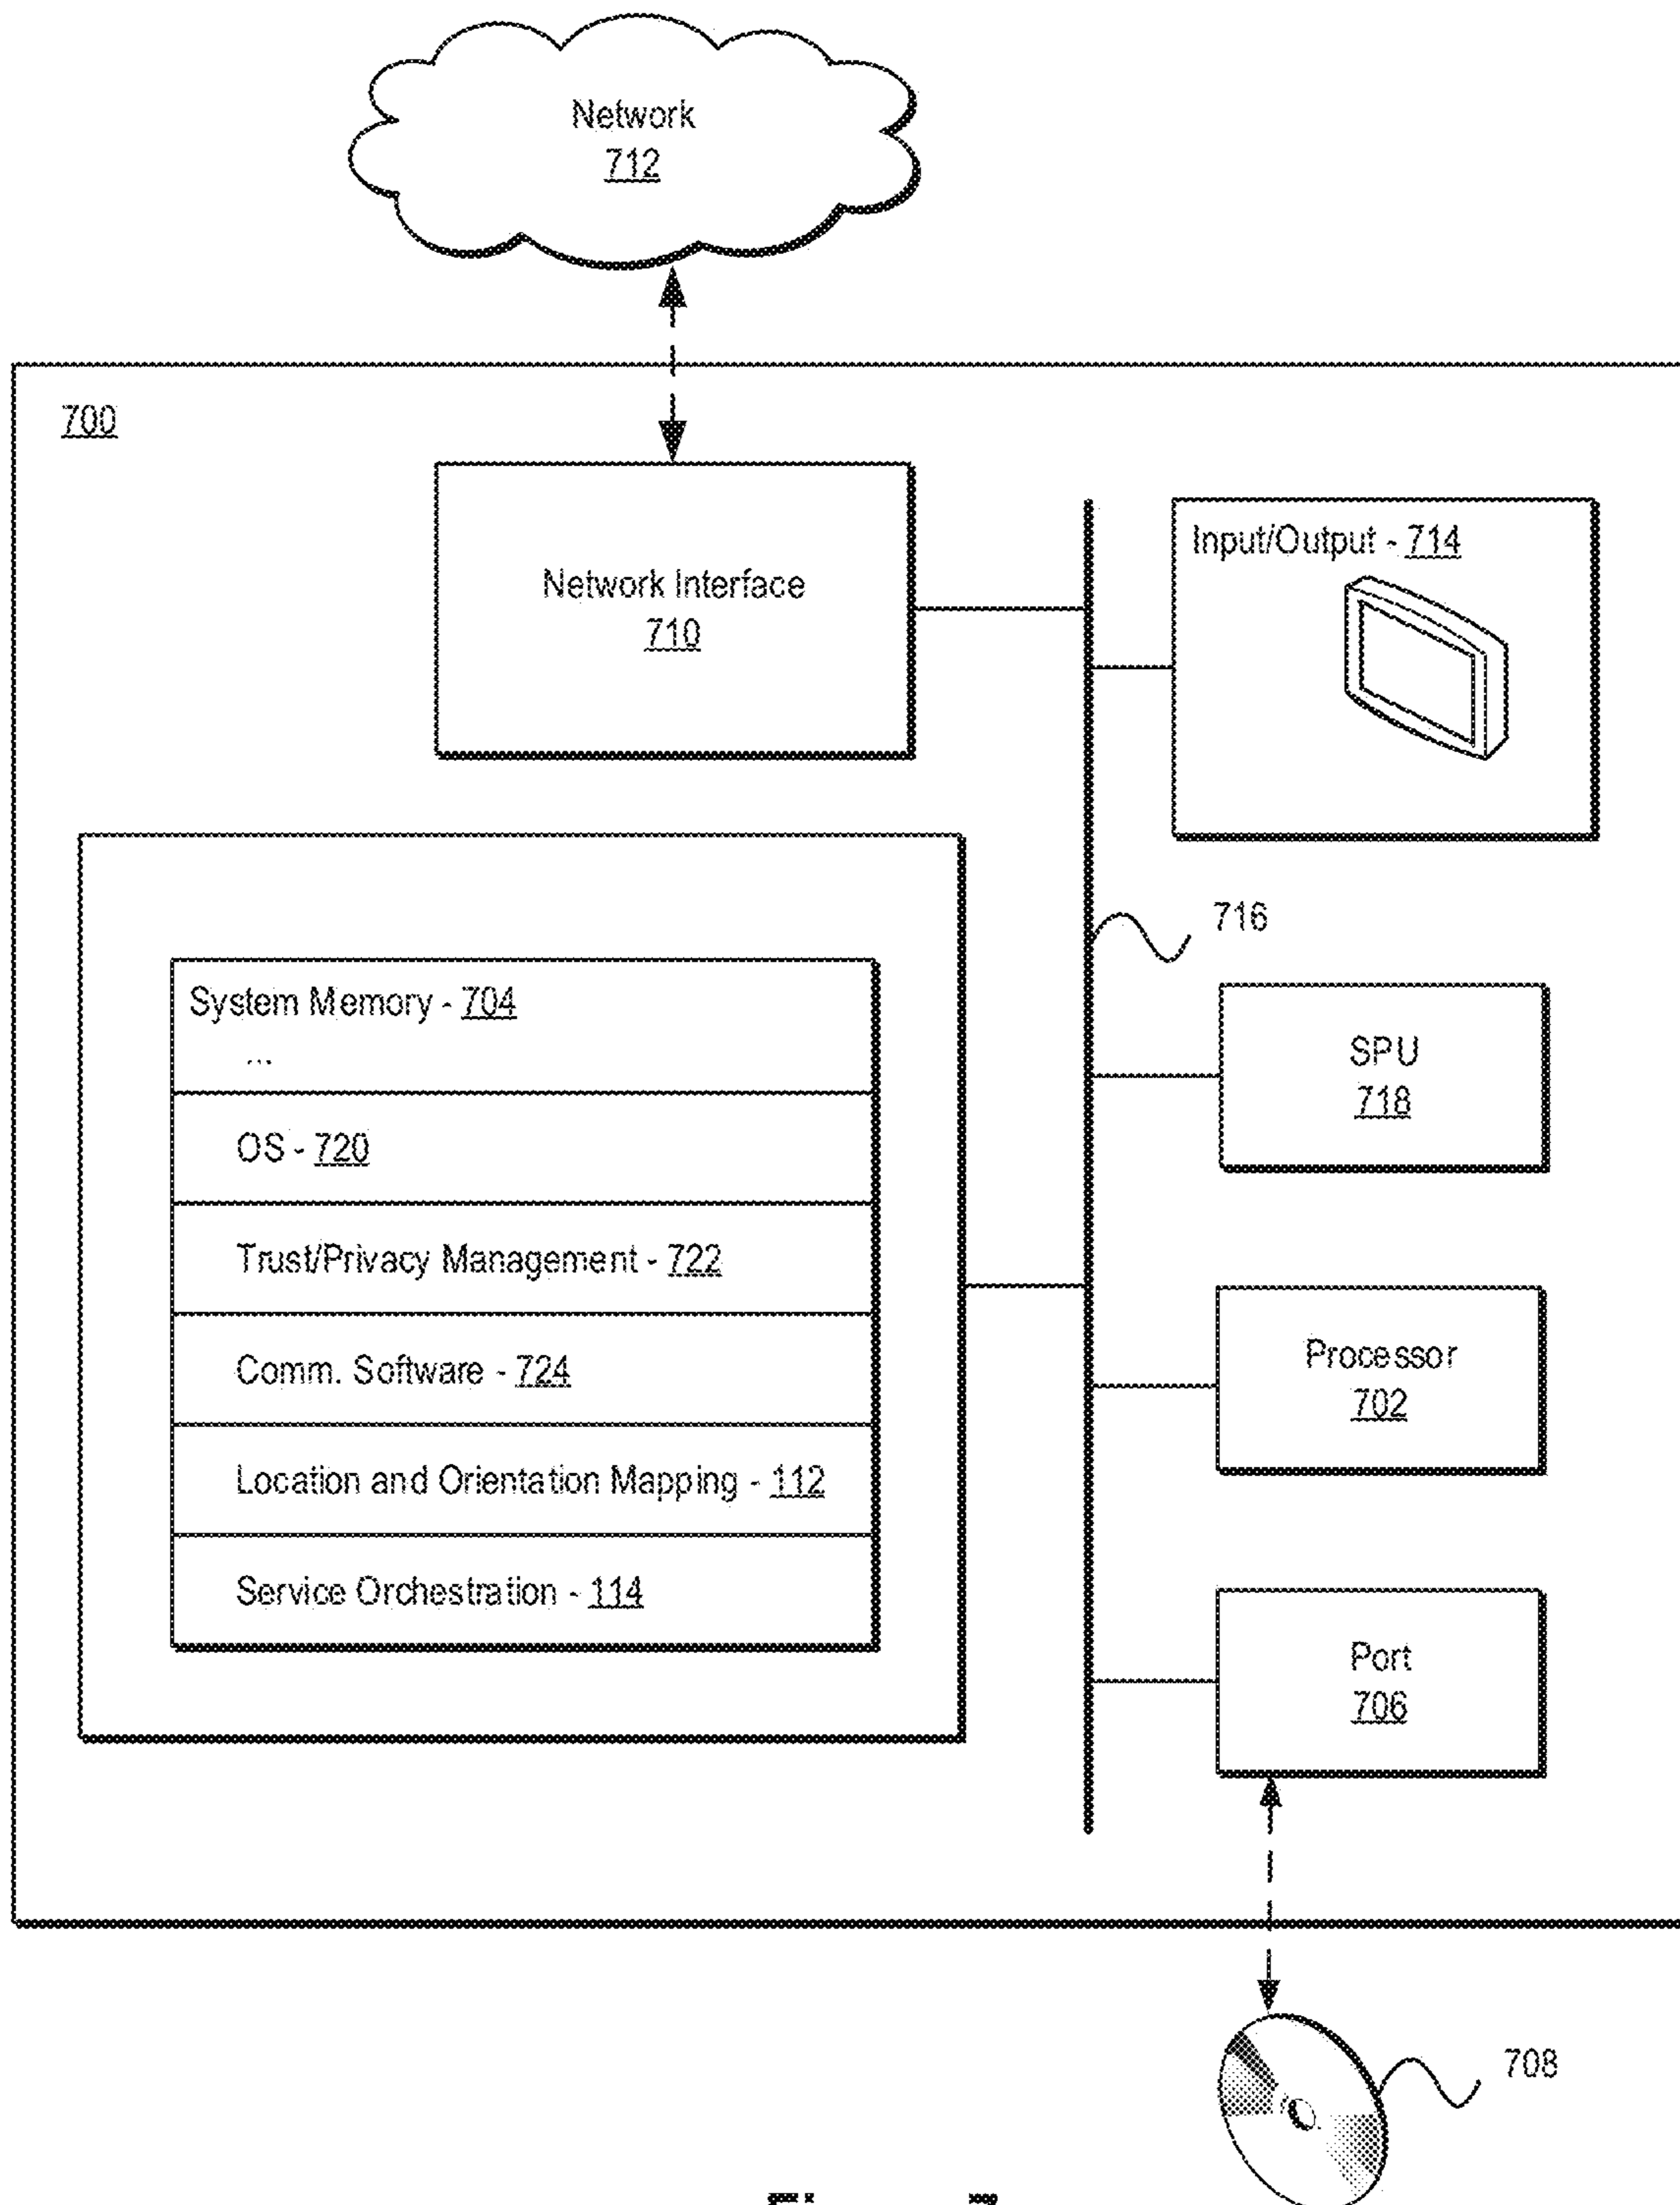 Network
712
700
Network Interface
710
Input/Output - 714
716
System Memory - 704
...
OS - 720
Trust/Privacy Management - 722
Comm. Software - 724
Location and Orientation Mapping - 112
Service Orchestration - 114
SPU
718
Processor
702
Port
706
708